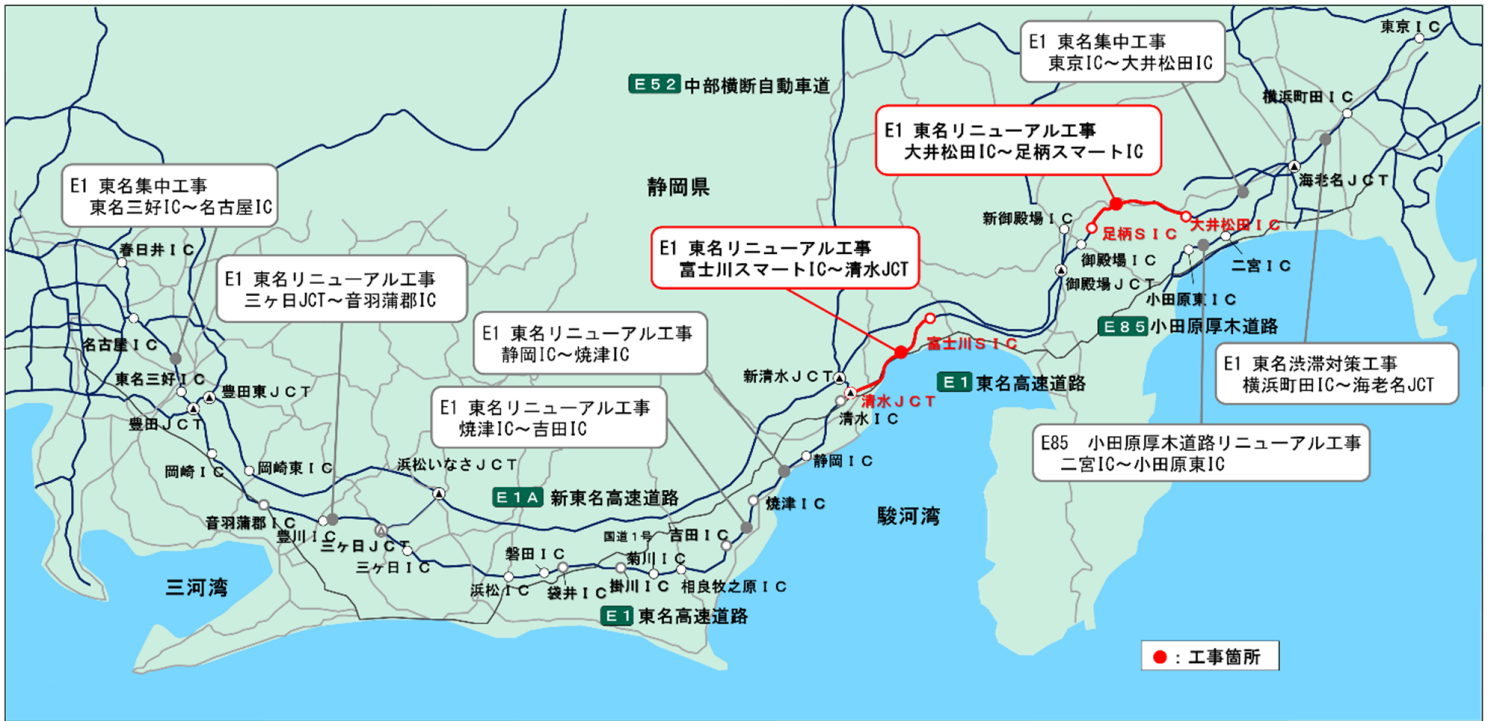 東京ＩＣ
E1 東名集中工事
東京IC～大井松田IC
E52 中部横断自動車道
横浜町田ＩＣ
E1 東名リニューアル工事
大井松田IC～足柄スマートIC
海老名ＪＣＴ
静岡県
E1 東名集中工事
東名三好IC～名古屋IC
新御殿場ＩＣ
足柄ＳＩＣ
大井松田ＩＣ
E1 東名リニューアル工事
富士川スマートIC～清水JCT
春日井ＩＣ
御殿場ＩＣ
二宮ＩＣ
E1 東名リニューアル工事
三ヶ日JCT～音羽蒲郡IC
御殿場ＪＣＴ
小田原東ＩＣ
E85 小田原厚木道路
E1 東名リニューアル工事
静岡IC～焼津IC
名古屋ＩＣ
富士川ＳＩＣ
E1 東名渋滞対策工事
横浜町田IC～海老名JCT
新清水ＪＣＴ
E1 東名高速道路
東名三好ＩＣ
豊田東ＪＣＴ
清水ＪＣＴ
清水ＩＣ
E1 東名リニューアル工事
焼津IC～吉田IC
豊田ＪＣＴ
E85 小田原厚木道路リニューアル工事
二宮IC～小田原東IC
静岡ＩＣ
岡崎ＩＣ
岡崎東ＩＣ
浜松いなさＪＣＴ
E1A 新東名高速道路
焼津ＩＣ
駿河湾
音羽蒲郡ＩＣ
豊川ＩＣ
国道１号
吉田ＩＣ
三ヶ日ＪＣＴ
三ヶ日ＩＣ
磐田ＩＣ
菊川ＩＣ
三河湾
浜松ＩＣ
袋井ＩＣ
掛川ＩＣ
相良牧之原ＩＣ
E1 東名高速道路
：工事箇所